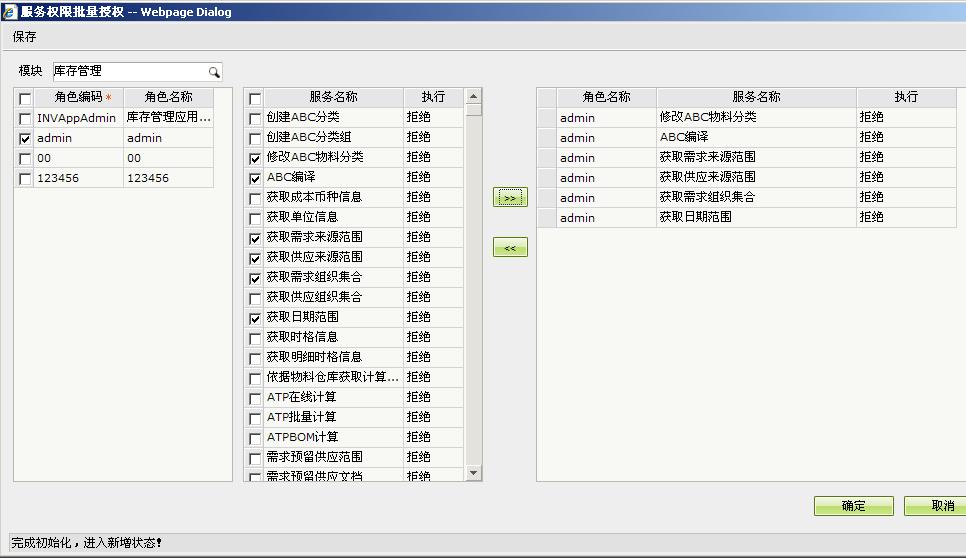 服务权限批量授权 -- Webpage Dialog
保存
模块 库存管理
角色编码* 角色名称
INVAppAdmin 库存管理应用...
admin admin
00 00
123456 123456
服务名称 执行
创建ABC分类 拒绝
创建ABC分类组 拒绝
修改ABC物料分类 拒绝
ABC编译 拒绝
获取成本币种信息 拒绝
获取单位信息 拒绝
获取需求来源范围 拒绝
获取供应来源范围 拒绝
获取需求组织集合 拒绝
获取供应组织集合 拒绝
获取日期范围 拒绝
获取时格信息 拒绝
获取明细时格信息 拒绝
依据物料仓库获取计算... 拒绝
ATP在线计算 拒绝
ATP批量计算 拒绝
ATPBOM计算 拒绝
需求预留供应范围 拒绝
需求预留供应文档 拒绝
>>
<<
角色名称 服务名称 执行
admin 修改ABC物料分类 拒绝
admin ABC编译 拒绝
admin 获取需求来源范围 拒绝
admin 获取供应来源范围 拒绝
admin 获取需求组织集合 拒绝
admin 获取日期范围 拒绝
确定 取消
完成初始化，进入新增状态!